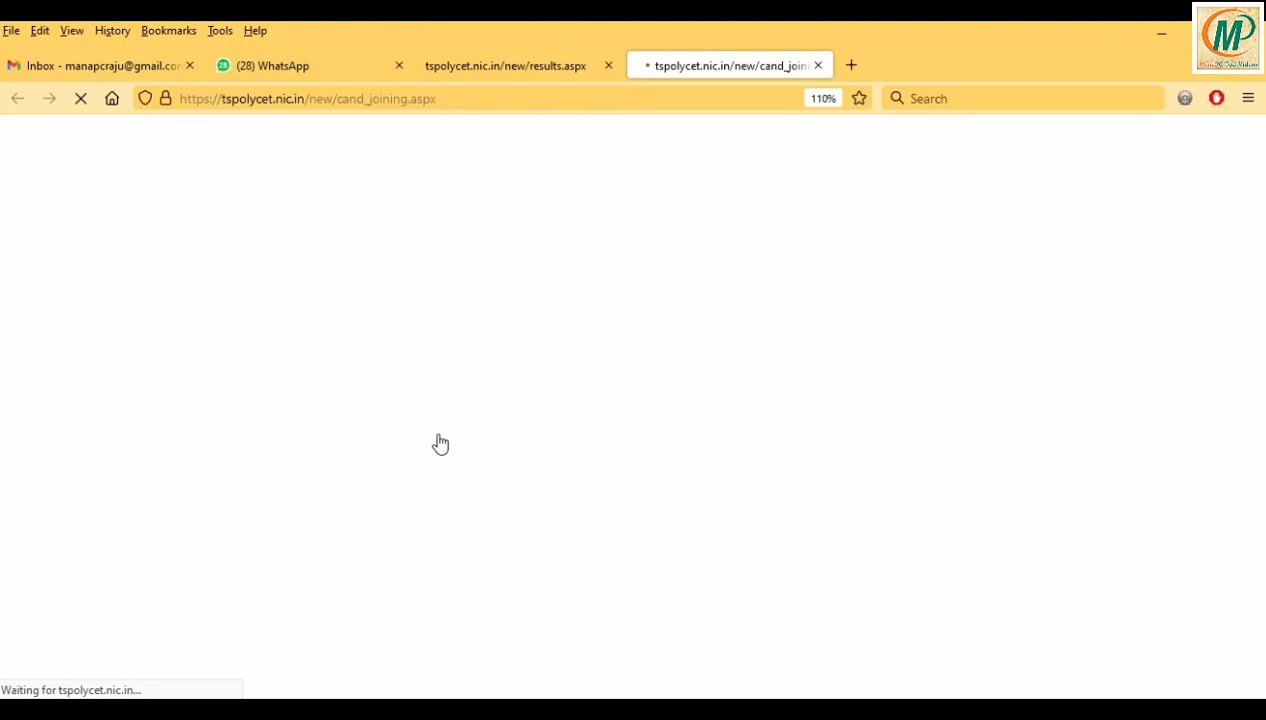 File Edit View History Bookmarks Tools Help
Inbox - manapcraju@gmail.con (28) WhatsApp tspolycet.nic.in/new/results.aspx tspolycet.nic.in/new/cand_joini
https://tspolycet.nic.in/new/cand_joining.aspx 110% Search
Waiting for tspolycet.nic.in...
MP